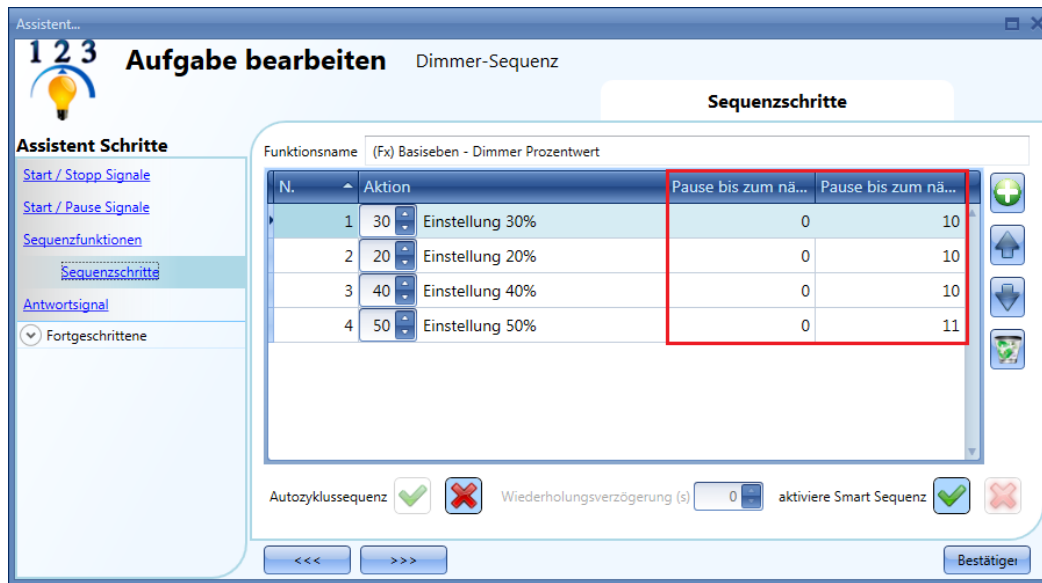 Assistent...
1 2 3
Aufgabe bearbeiten Dimmer-Sequenz
Sequenzschritte
Assistent Schritte
Start / Stopp Signale
Start / Pause Signale
Sequenzfunktionen
Sequenzschritte
Antwortsignal
Fortgeschrittene
Funktionsname (Fx) Basiseben - Dimmer Prozentwert
N. Aktion Pause bis zum nä... Pause bis zum nä...
1 30 Einstellung 30% 0 10
2 20 Einstellung 20% 0 10
3 40 Einstellung 40% 0 10
4 50 Einstellung 50% 0 11
Autozyklussequenz Wiederholungsverzögerung (s) 0 aktiviere Smart Sequenz
<<< >>> Bestätiger